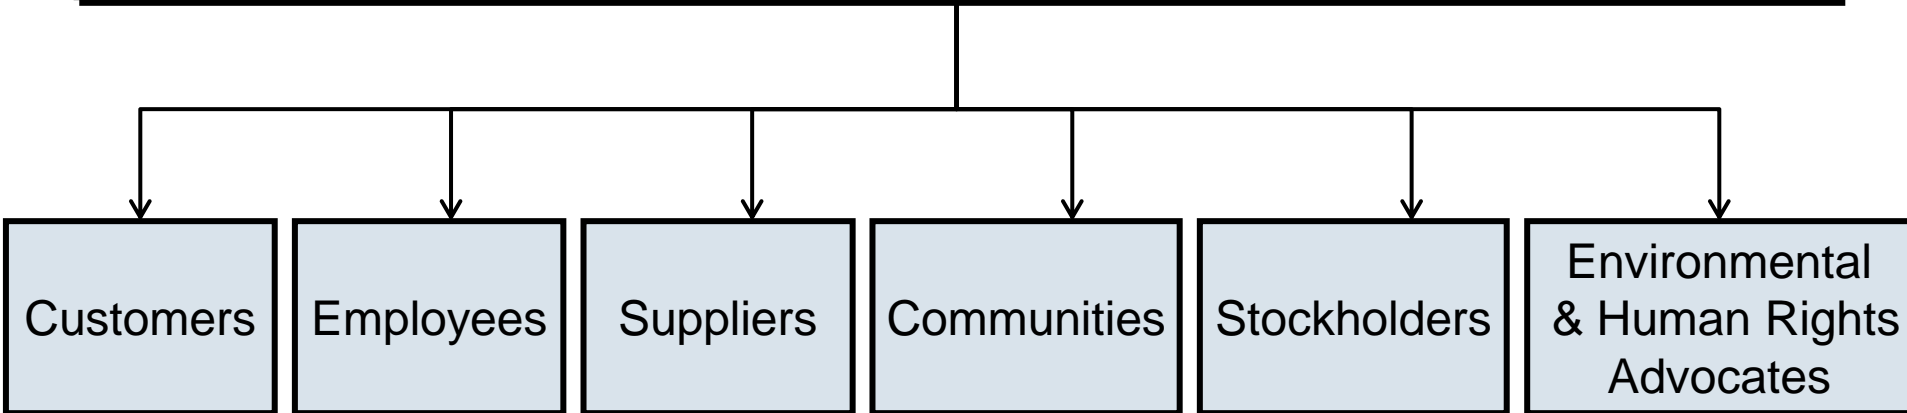 Customers
Employees
Suppliers
Communities
Stockholders
Environmental
& Human Rights
Advocates